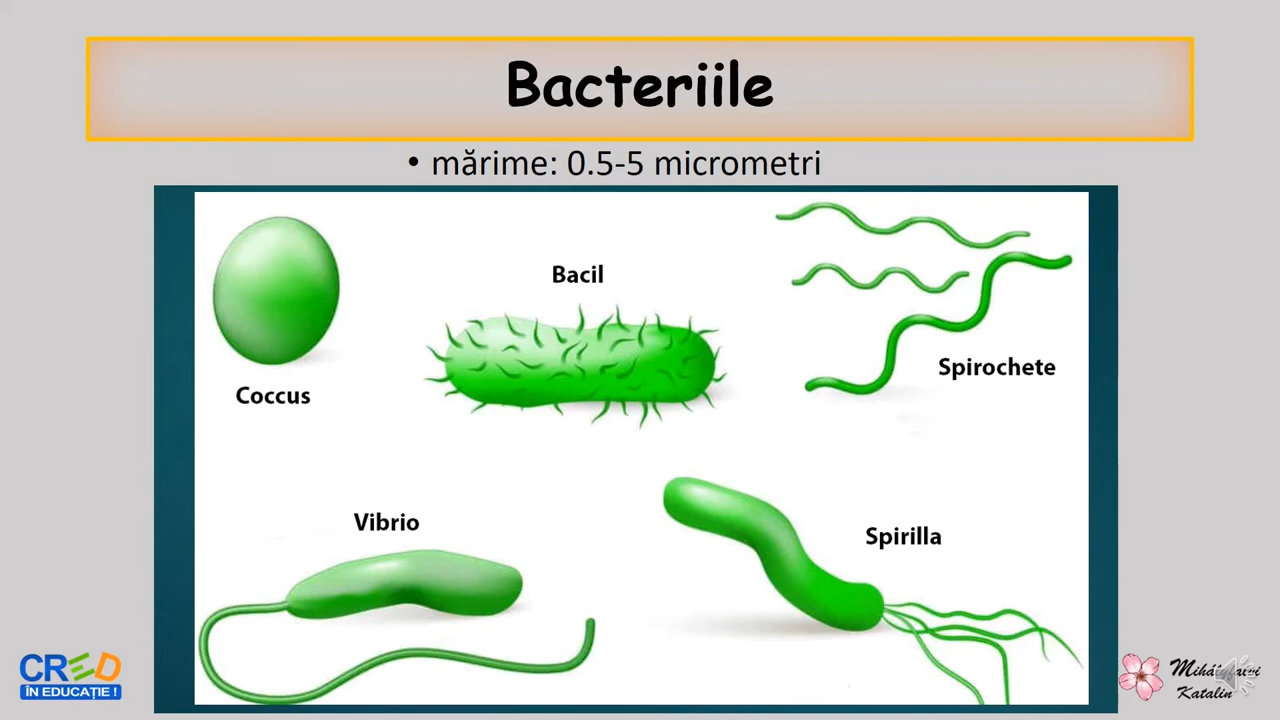 Bacteriile
• mărime: 0.5-5 micrometri
Bacil
Spirochete
Coccus
Vibrio
Spirilla
CRED
ÎN EDUCAȚIE !
Katalin